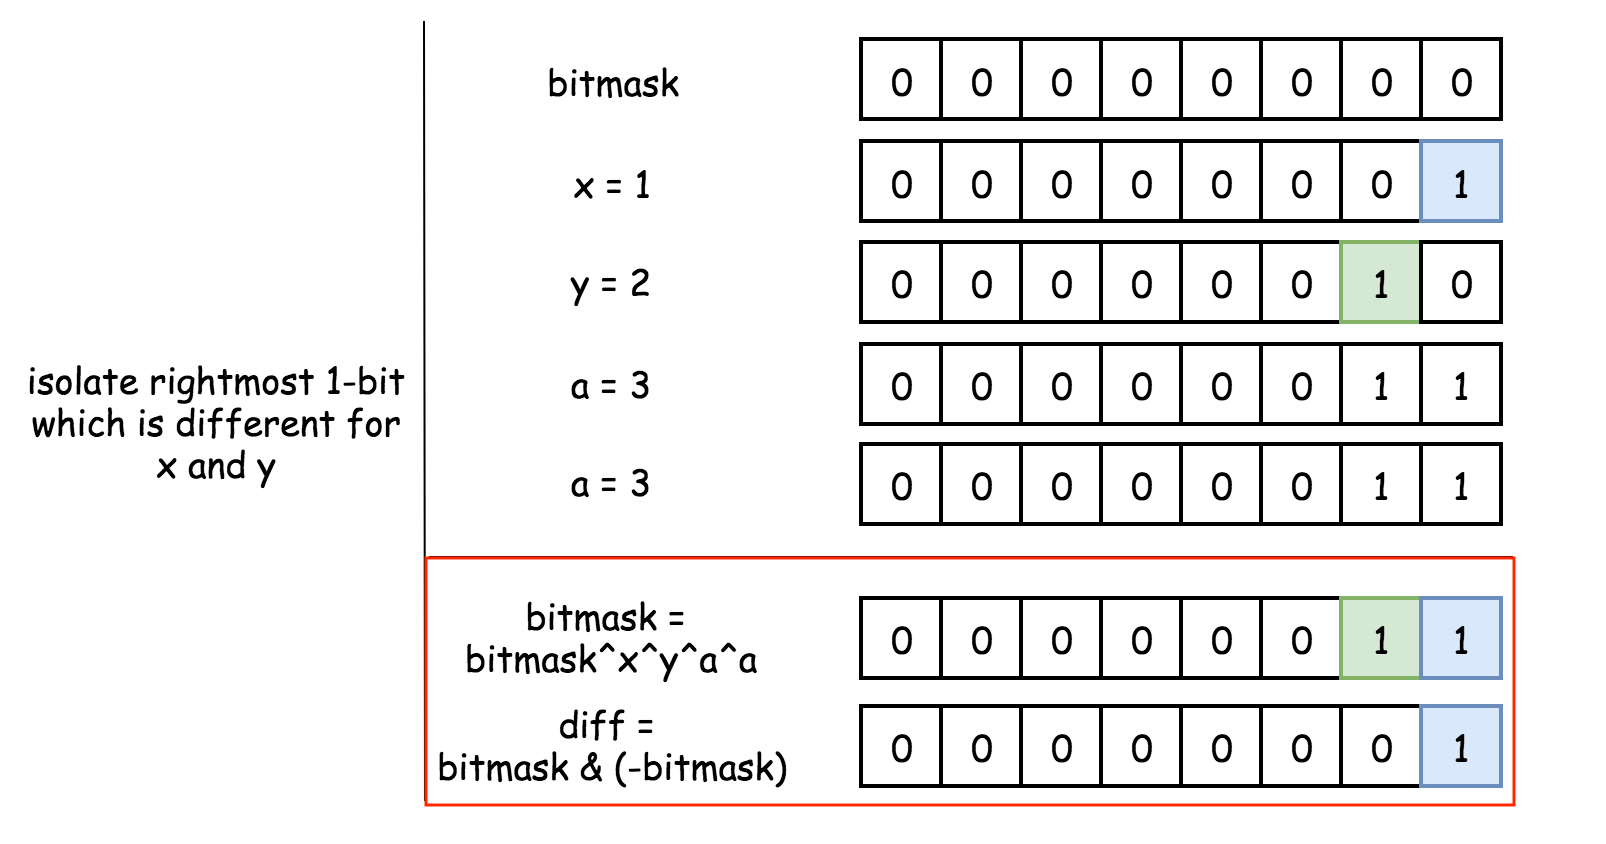 bitmask 0 0 0 0 0 0 0 0
x = 1 0 0 0 0 0 0 0 1
y = 2 0 0 0 0 0 0 1 0
isolate rightmost 1-bit
which is different for
x and y
a = 3 0 0 0 0 0 0 1 1
a = 3 0 0 0 0 0 0 1 1
bitmask =
bitmask^x^y^a^a 0 0 0 0 0 0 1 1
diff =
bitmask & (-bitmask) 0 0 0 0 0 0 0 1